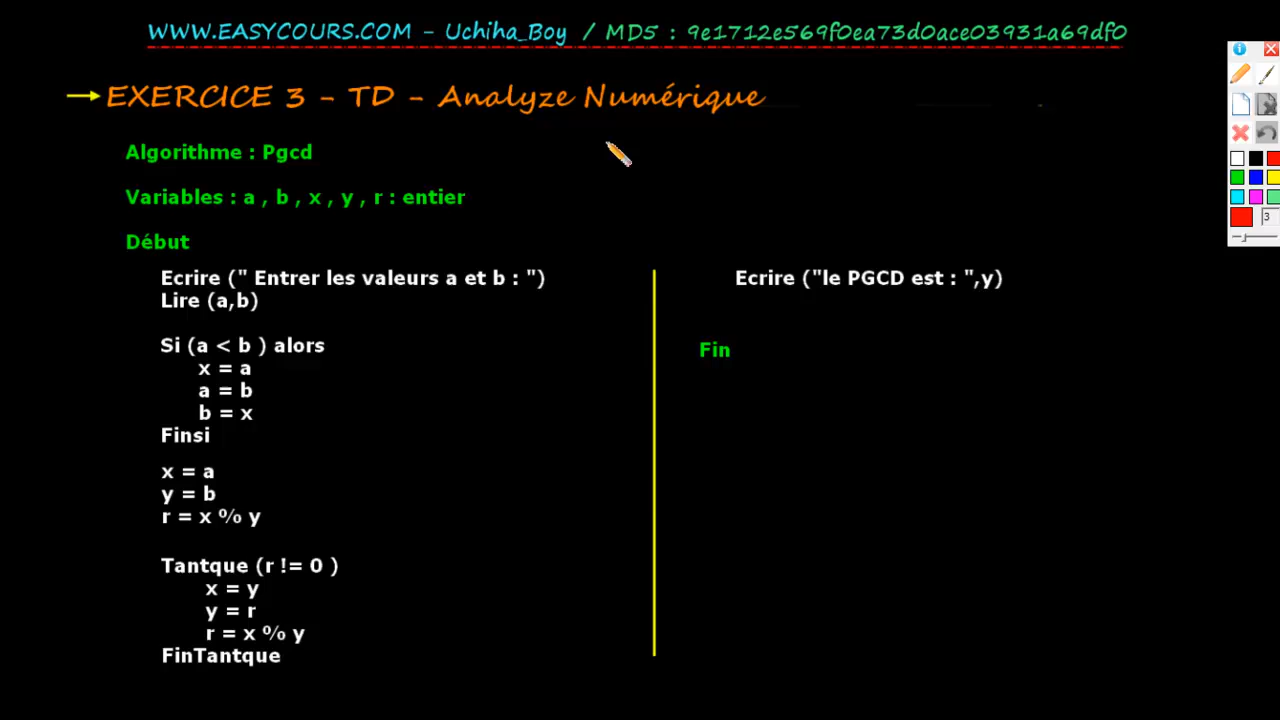 WWW.EASYCOURS.COM - Uchiha_Boy / MD5 : 9e1712e569f0ea73d0ace03931a69df0
EXERCICE 3 - TD - Analyze Numérique
Algorithme : Pgcd
Variables : a , b , x , y , r : entier
Début
Ecrire (" Entrer les valeurs a et b : ")
Lire (a,b)
Si (a < b ) alors
x = a
a = b
b = x
Finsi
x = a
y = b
r = x % y
Tantque (r != 0 )
x = y
y = r
r = x % y
FinTantque
Ecrire ("le PGCD est : ",y)
Fin
3